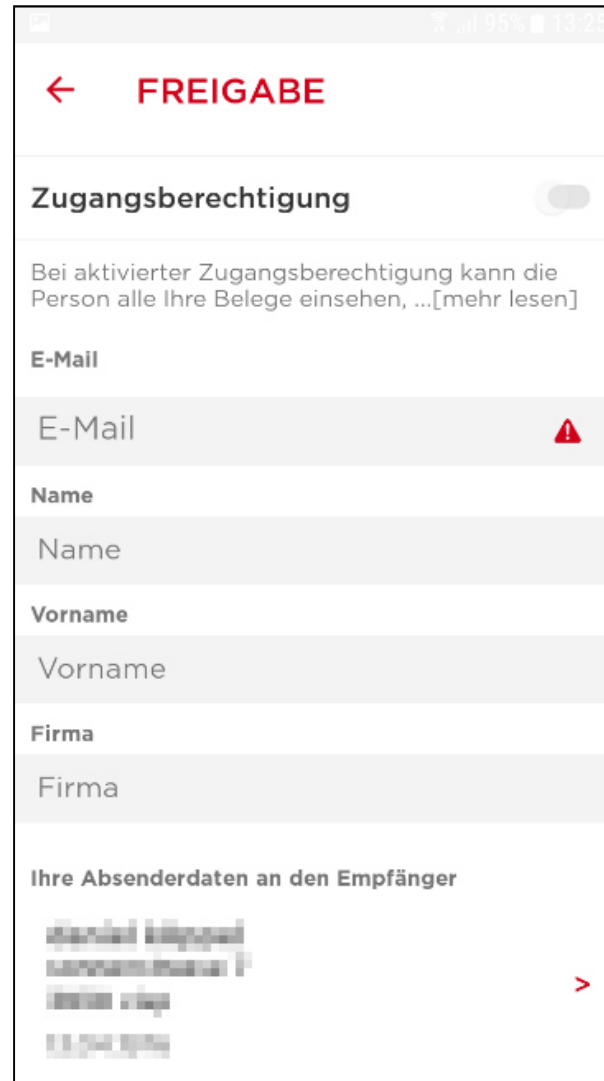 95% 13:25
FREIGABE
Zugangsberechtigung
Bei aktivierter Zugangsberechtigung kann die
Person alle Ihre Belege einsehen, ...[mehr lesen]
E-Mail
E-Mail
Name
Name
Vorname
Vorname
Firma
Firma
Ihre Absenderdaten an den Empfänger
>